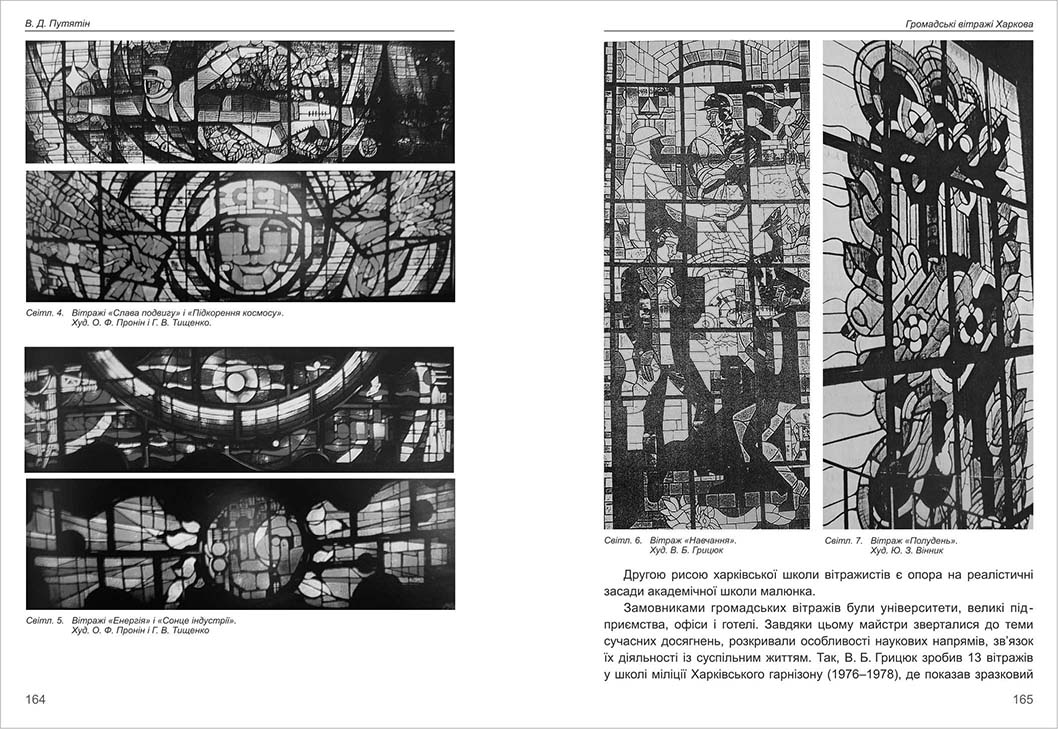 В. Д. Путятін
Світл. 4. Вітражі «Слава подвигу» і «Підкорення космосу».
Худ. О. Ф. Пронін і Г. В. Тищенко.
Світл. 5. Вітражі «Енергія» і «Сонце індустрії».
Худ. О. Ф. Пронін і Г. В. Тищенко
164
Громадські вітражі Харкова
Світл. 6. Вітраж «Навчання».
Худ. В. Б. Грицюк
Світл. 7. Вітраж «Полудень».
Худ. Ю. З. Вінник
Другою рисою харківської школи вітражистів є опора на реалістичні
засади академічної школи малюнка.
Замовниками громадських вітражів були університети, великі під-
приємства, офіси і готелі. Завдяки цьому майстри зверталися до теми
сучасних досягнень, розкривали особливості наукових напрямів, зв’язок
їх діяльності із суспільним життям. Так, В. Б. Грицюк зробив 13 вітражів
у школі міліції Харківського гарнізону (1976–1978), де показав зразковий
165